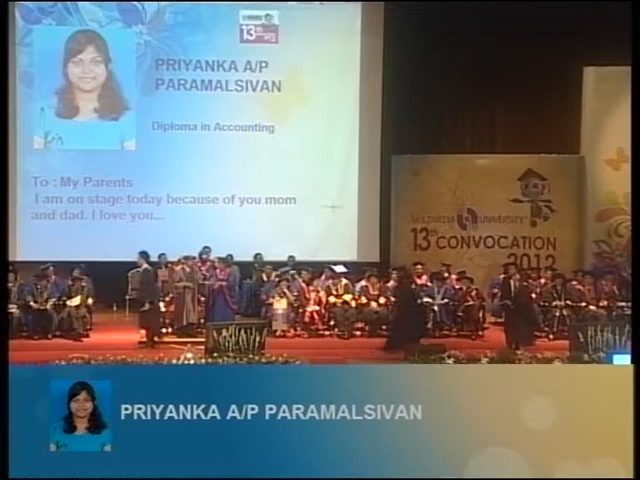 13th
PRIYANKA A/P
PARAMALSIVAN
Diploma in Accounting
To : My Parents
I am on stage today because of you mom
and dad. I love you...
MULTIMEDIA UNIVERSITY
13th CONVOCATION
2012
PRIYANKA A/P PARAMALSIVAN